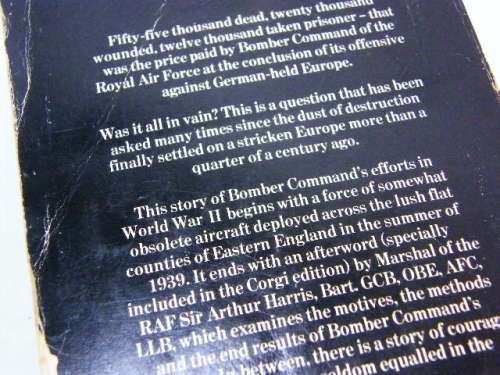 Fifty-five thousand dead, twenty thousand
wounded, twelve thousand taken prisoner – that
was the price paid by Bomber Command of the
Royal Air Force at the conclusion of its offensive
against German-held Europe.
Was it all in vain? This is a question that has been
asked many times since the dust of destruction
finally settled on a stricken Europe more than a
quarter of a century ago.
This story of Bomber Command's efforts in
World War II begins with a force of somewhat
obsolete aircraft deployed across the lush flat
counties of Eastern England in the summer of
1939. It ends with an afterword (specially
included in the Corgi edition) by Marshal of the
RAF Sir Arthur Harris, Bart. GCB, OBE, AFC,
LLB, which examines the motives, the methods
and the end results of Bomber Command's
In between, there is a story of courag
seldom equalled in the